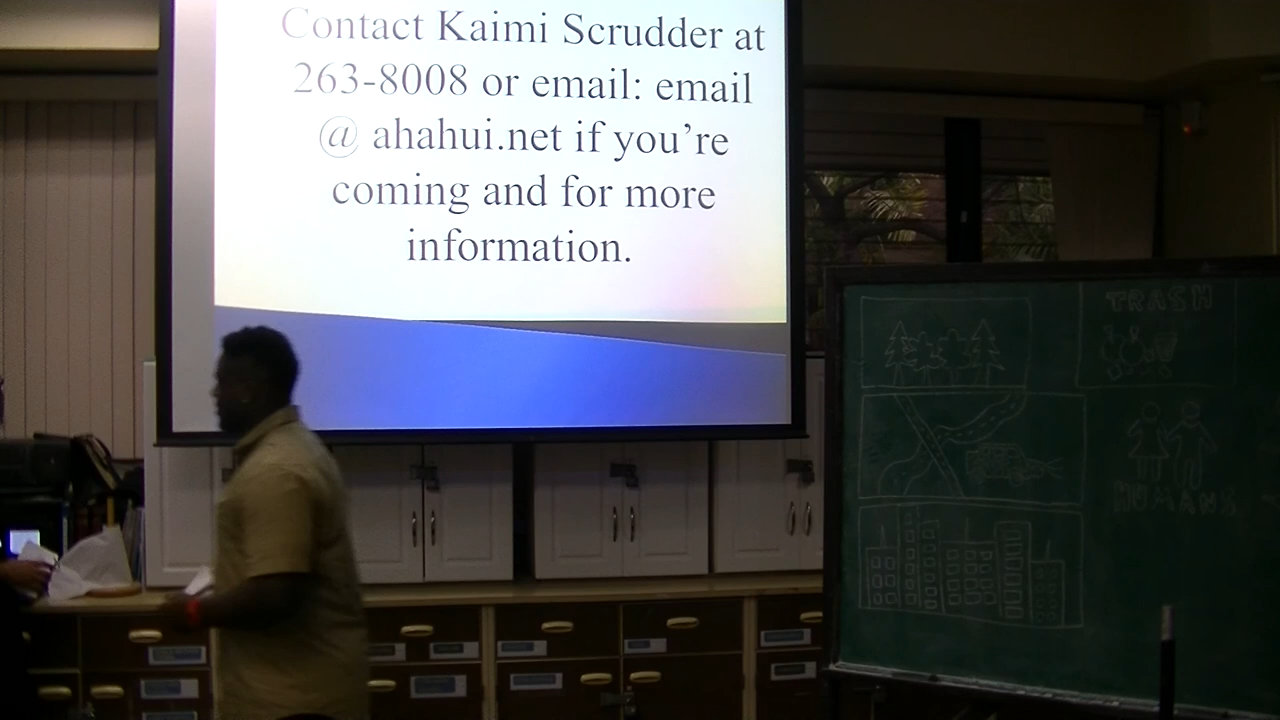 Contact Kaimi Scrudder at
263-8008 or email: email
@ ahahui.net if you’re
coming and for more
information.
TRASH
HUMANS